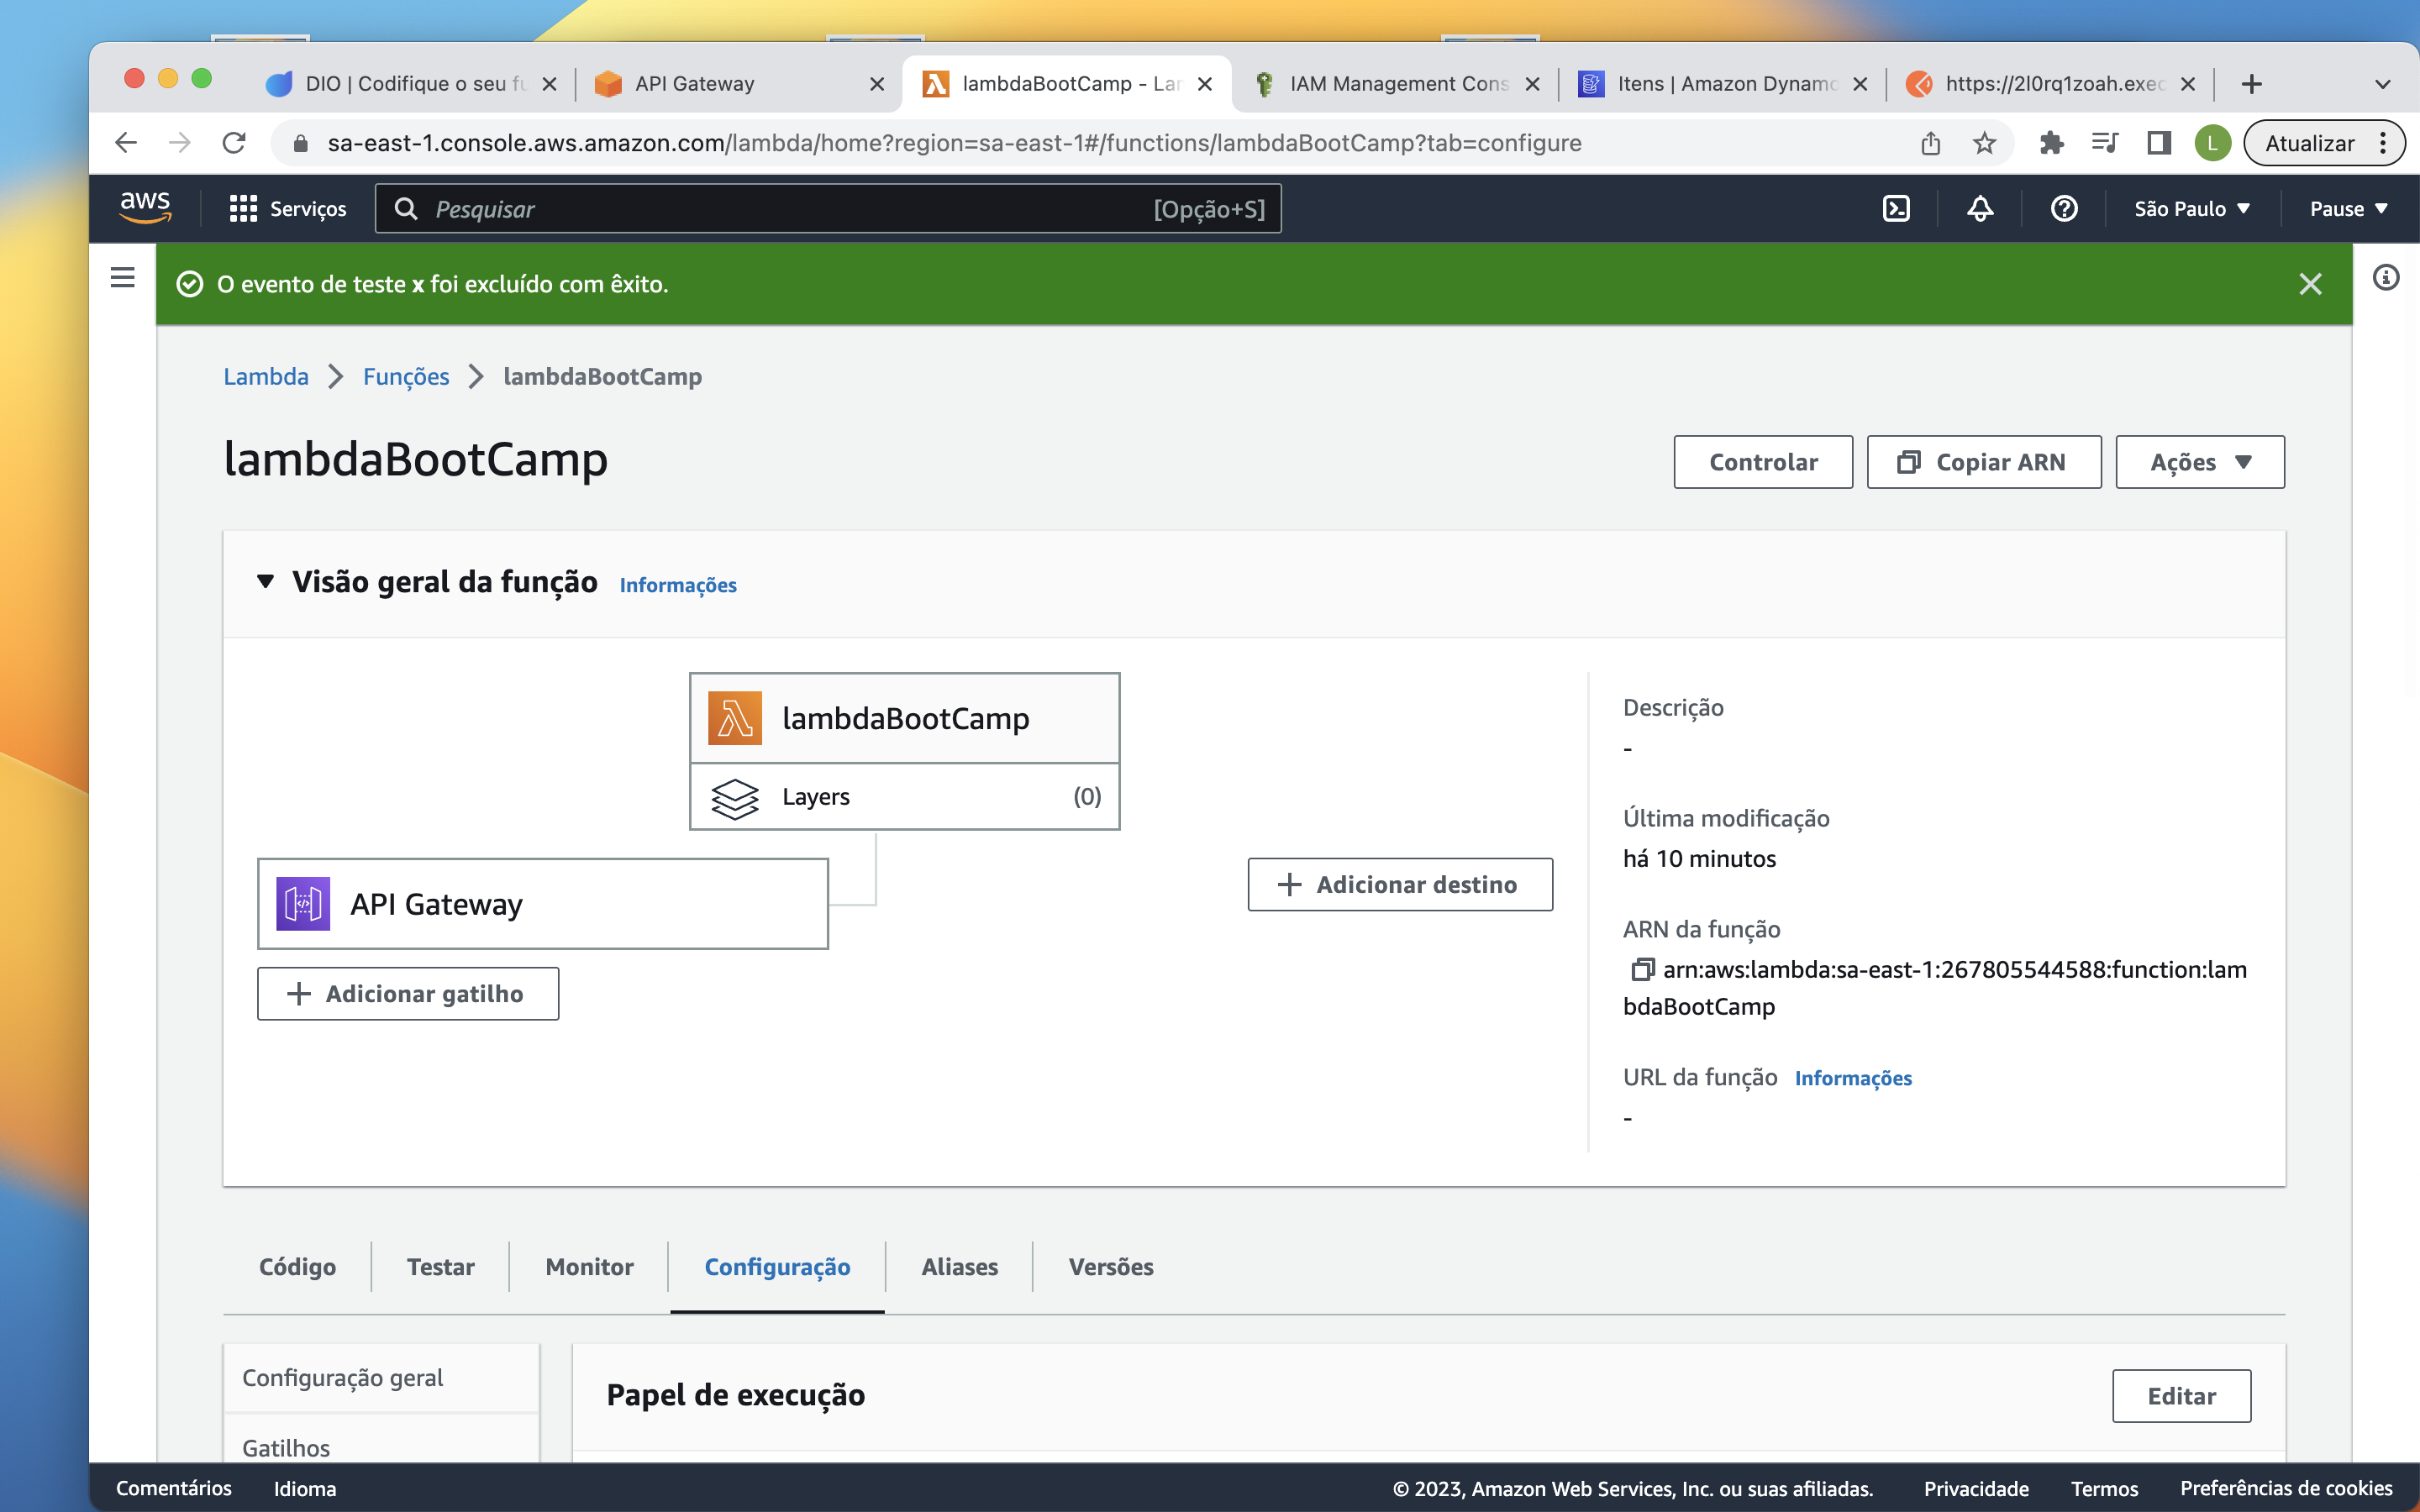 DIO | Codifique o seu fu
API Gateway
lambdaBootCamp - Lar
IAM Management Cons
Itens | Amazon Dynamo
https://2l0rq1zoah.exec
sa-east-1.console.aws.amazon.com/lambda/home?region=sa-east-1#/functions/lambdaBootCamp?tab=configure
L
Atualizar
aws
Serviços
Pesquisar
[Opção+S]
São Paulo
Pause
O evento de teste x foi excluído com êxito.
Lambda
Funções
lambdaBootCamp
lambdaBootCamp
Controlar
Copiar ARN
Ações
Visão geral da função
Informações
lambdaBootCamp
Layers
(0)
API Gateway
Adicionar gatilho
Adicionar destino
Descrição
-
Última modificação
há 10 minutos
ARN da função
arn:aws:lambda:sa-east-1:267805544588:function:lam
bdaBootCamp
URL da função
Informações
-
Código
Testar
Monitor
Configuração
Aliases
Versões
Configuração geral
Gatilhos
Papel de execução
Editar
Comentários
Idioma
© 2023, Amazon Web Services, Inc. ou suas afiliadas.
Privacidade
Termos
Preferências de cookies